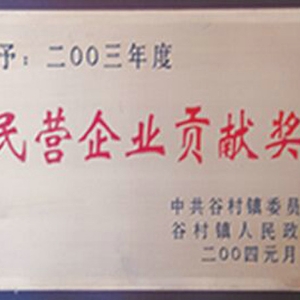 予：二00三年度
民营企业贡献奖
中共谷村镇委员
谷村镇人民政
二00四元月